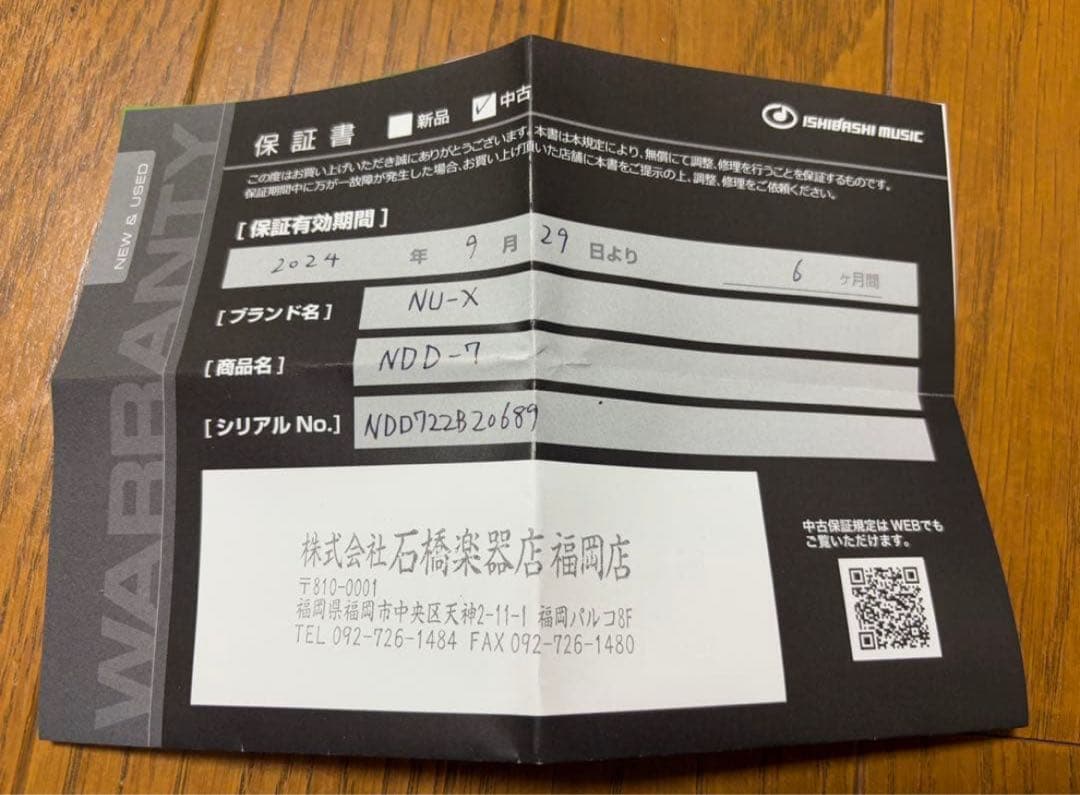 保証書 新品 ✓ 中古
ISHIBASHI MUSIC
この度はお買い上げいただき誠にありがとうございます。本書は本規定により、無償にて調整、修理を行うことを保証するものです。
保証期間中に万が一故障が発生した場合、お買い上げ頂いた店舗に本書をご提示の上、調整、修理をご依頼ください。
NEW & USED
WARRANTY
[ 保証有効期間 ]
2024 年 9 月 29 日より 6 ヶ月間
[ ブランド名 ] NU-X
[ 商品名 ] NDD-7
[ シリアル No. ] NDD722B20689
株式会社石橋楽器店福岡店
〒810-0001
福岡県福岡市中央区天神2-11-1 福岡パルコ8F
TEL 092-726-1484 FAX 092-726-1480
中古保証規定は WEBでも
ご覧いただけます。